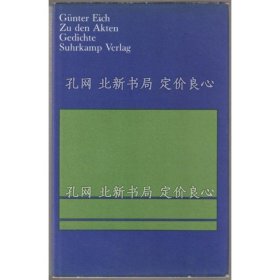 Günter Eich
Zu den Akten
Gedichte
Suhrkamp Verlag
孔网 北新书局 定价良心
孔网 北新书局 定价良心